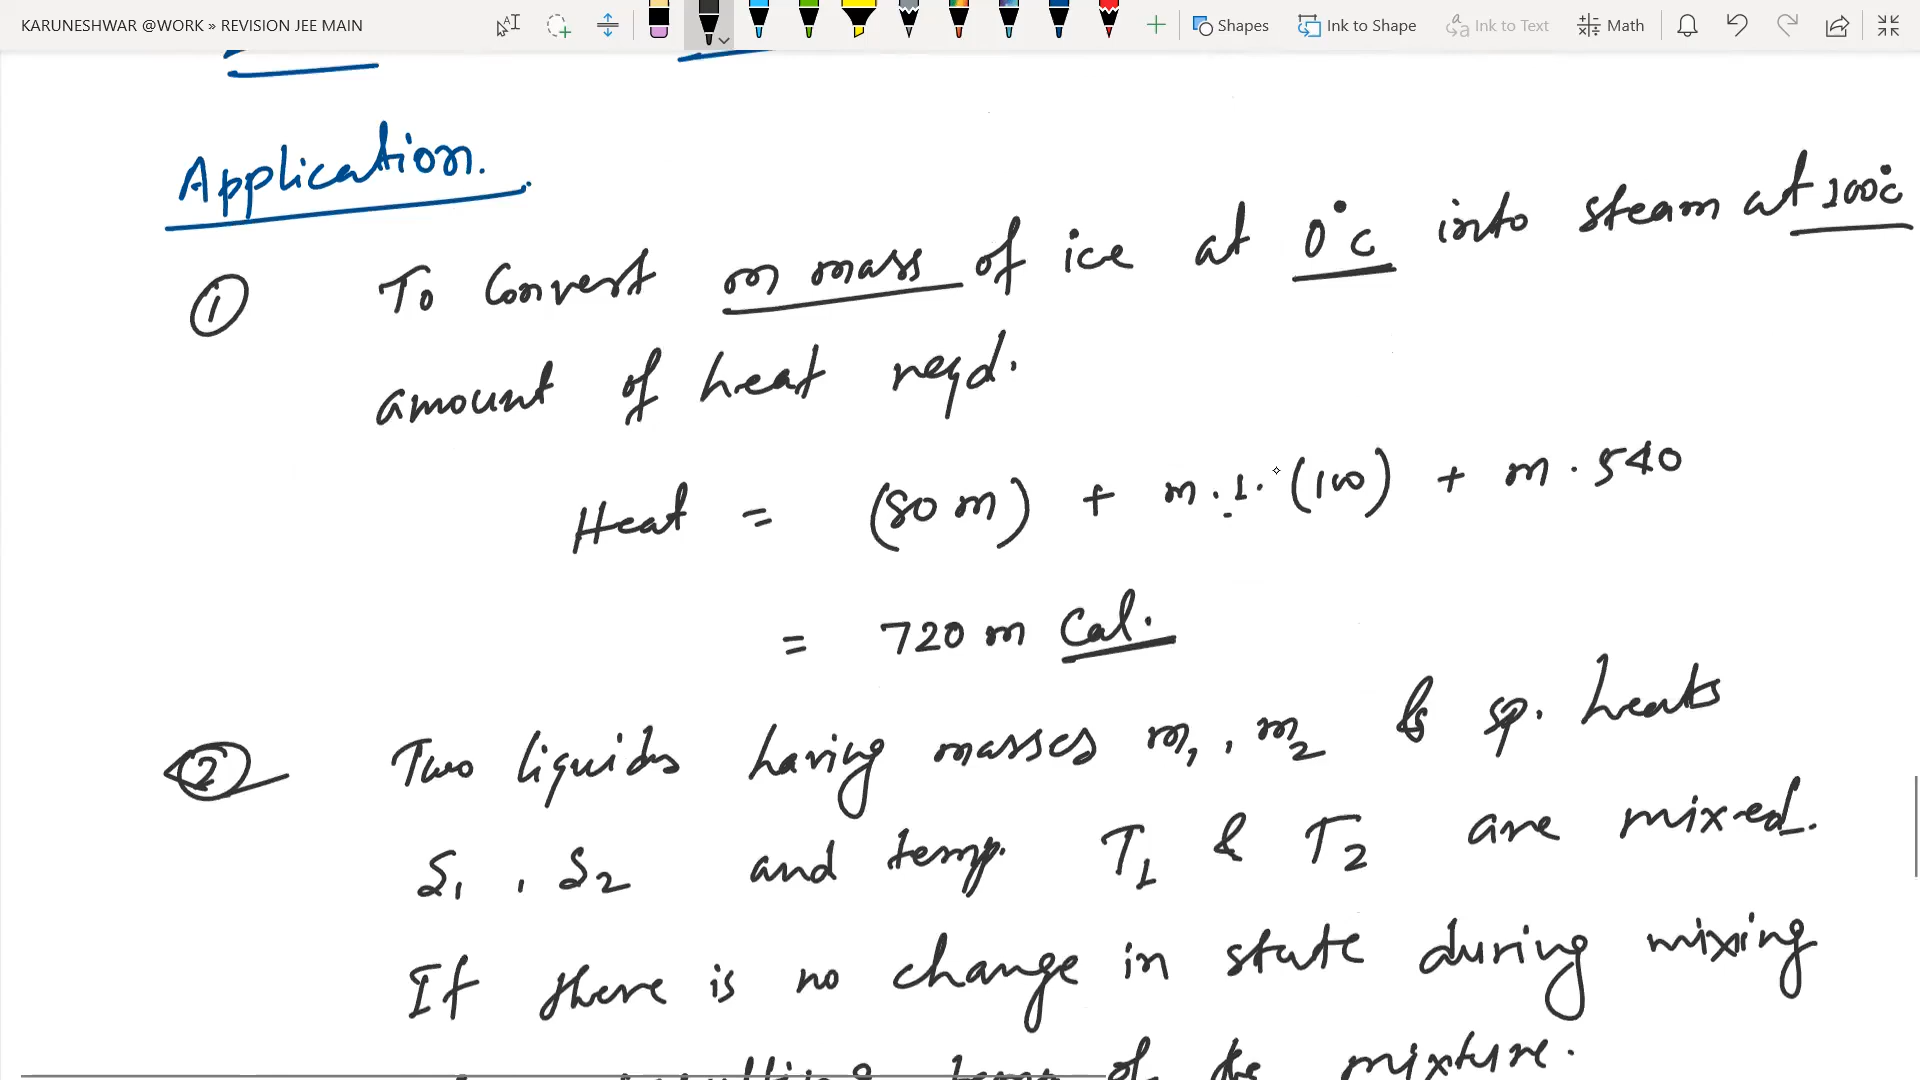 KARUNESHWAR @WORK » REVISION JEE MAIN
Shapes Ink to Shape Ink to Text Math
Application.
① To Convert m mass of ice at 0°c into steam at 100°c
amount of heat reqd.
Heat = (80 m) + m . 1 . (100) + m . 540
= 720 m Cal.
② Two liquids having masses m₁ , m₂ & sp. heats
S₁ , S₂ and temp. T₁ & T₂ are mixed.
If there is no change in state during mixing
of the mixture.